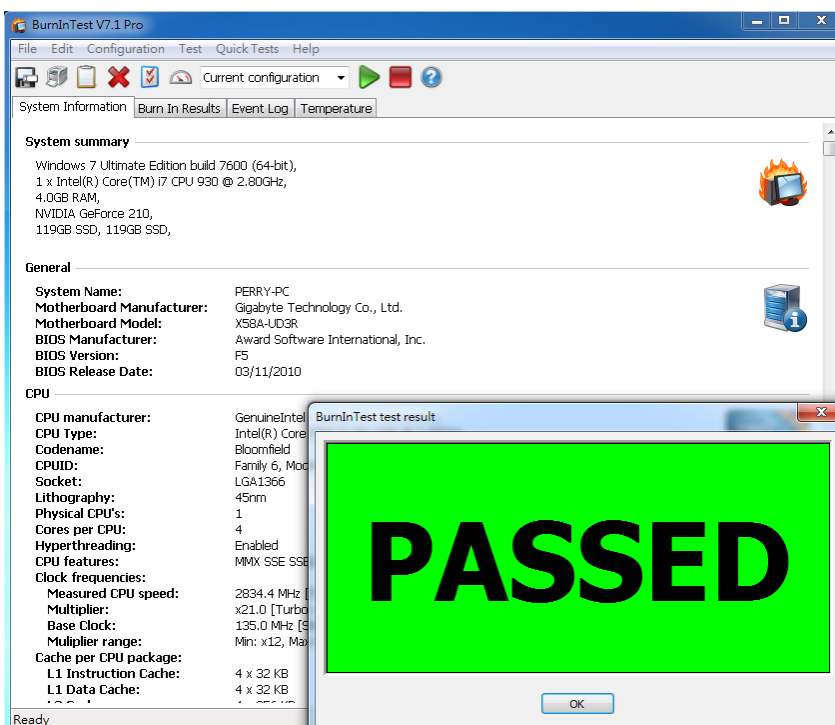 BurnInTest V7.1 Pro
File Edit Configuration Test Quick Tests Help
Current configuration
System Information Burn In Results Event Log Temperature
System summary
Windows 7 Ultimate Edition build 7600 (64-bit),
1 x Intel(R) Core(TM) i7 CPU 930 @ 2.80GHz,
4.0GB RAM,
NVIDIA GeForce 210,
119GB SSD, 119GB SSD,
General
System Name: PERRY-PC
Motherboard Manufacturer: Gigabyte Technology Co., Ltd.
Motherboard Model: X58A-UD3R
BIOS Manufacturer: Award Software International, Inc.
BIOS Version: F5
BIOS Release Date: 03/11/2010
CPU
CPU manufacturer: GenuineIntel
CPU Type: Intel(R) Core
Codename: Bloomfield
CPUID: Family 6, Mod
Socket: LGA1366
Lithography: 45nm
Physical CPU's: 1
Cores per CPU: 4
Hyperthreading: Enabled
CPU features: MMX SSE SSE
Clock frequencies:
Measured CPU speed: 2834.4 MHz [
Multiplier: x21.0 [Turbo
Base Clock: 135.0 MHz [S
Muliplier range: Min: x12, Max
Cache per CPU package:
L1 Instruction Cache: 4 x 32 KB
L1 Data Cache: 4 x 32 KB
Ready
BurnInTest test result
PASSED
OK